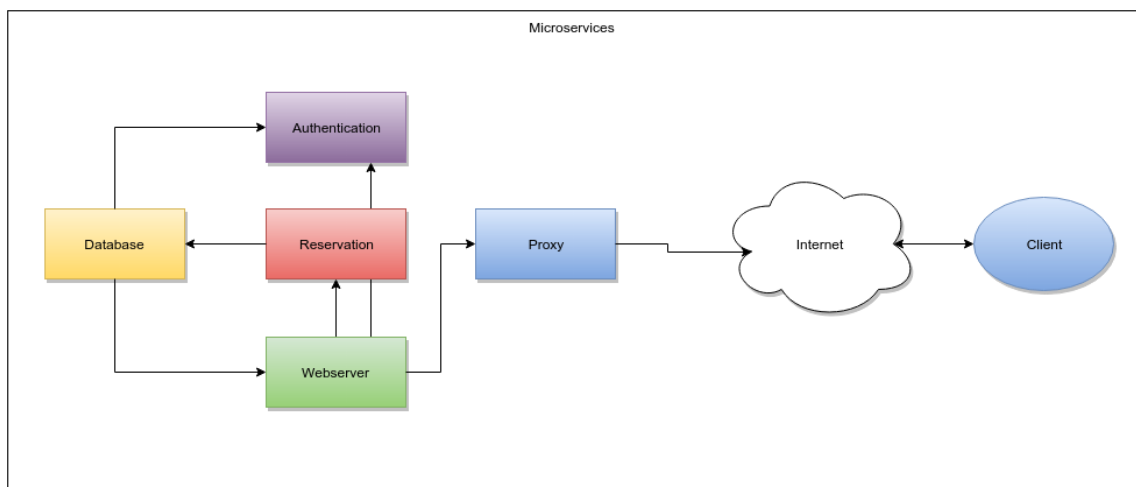 Microservices
Authentication
Database
Reservation
Proxy
Internet
Client
Webserver